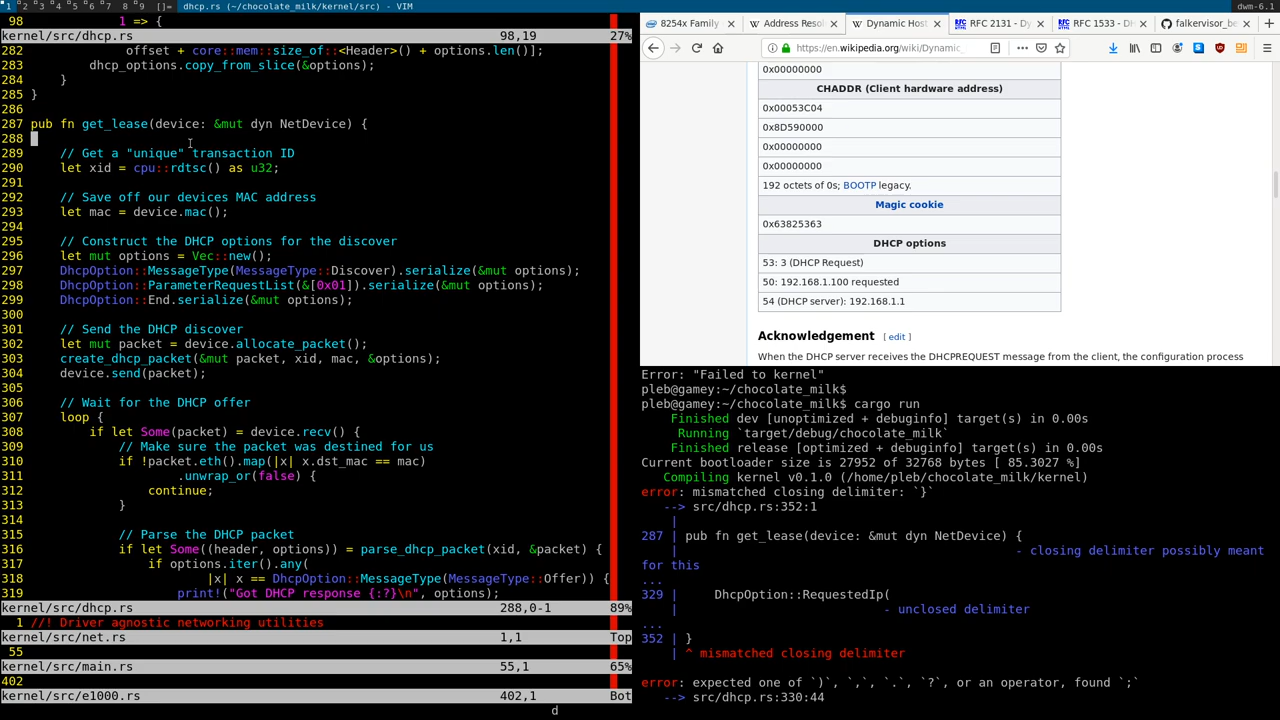 1 2 3 4 5 6 7 8 9 []= dhcp.rs (~/chocolate_milk/kernel/src) - VIM
dwm-6.1
98 1 => {
kernel/src/dhcp.rs 98,19 27%
282 offset + core::mem::size_of::<Header>() + options.len()];
283 dhcp_options.copy_from_slice(&options);
284 }
285 }
286
287 pub fn get_lease(device: &mut dyn NetDevice) {
288
289 // Get a "unique" transaction ID
290 let xid = cpu::rdtsc() as u32;
291
292 // Save off our devices MAC address
293 let mac = device.mac();
294
295 // Construct the DHCP options for the discover
296 let mut options = Vec::new();
297 DhcpOption::MessageType(MessageType::Discover).serialize(&mut options);
298 DhcpOption::ParameterRequestList(&[0x01]).serialize(&mut options);
299 DhcpOption::End.serialize(&mut options);
300
301 // Send the DHCP discover
302 let mut packet = device.allocate_packet();
303 create_dhcp_packet(&mut packet, xid, mac, &options);
304 device.send(packet);
305
306 // Wait for the DHCP offer
307 loop {
308 if let Some(packet) = device.recv() {
309 // Make sure the packet was destined for us
310 if !packet.eth().map(|x| x.dst_mac == mac)
311 .unwrap_or(false) {
312 continue;
313 }
314
315 // Parse the DHCP packet
316 if let Some((header, options)) = parse_dhcp_packet(xid, &packet) {
317 if options.iter().any(
318 |x| x == DhcpOption::MessageType(MessageType::Offer)) {
319 print!("Got DHCP response {:?}\n", options);
kernel/src/dhcp.rs 288,0-1 89%
1 //! Driver agnostic networking utilities
kernel/src/net.rs 1,1 Top
55
kernel/src/main.rs 55,1 65%
402
kernel/src/e1000.rs 402,1 Bot
d
8254x Family
Address Resol
Dynamic Host
RFC 2131 - Dy
RFC 1533 - DH
falkervisor_be
https://en.wikipedia.org/wiki/Dynamic_
0x00000000
CHADDR (Client hardware address)
0x00053C04
0x8D590000
0x00000000
0x00000000
192 octets of 0s; BOOTP legacy.
Magic cookie
0x63825363
DHCP options
53: 3 (DHCP Request)
50: 192.168.1.100 requested
54 (DHCP server): 192.168.1.1
Acknowledgement [ edit ]
When the DHCP server receives the DHCPREQUEST message from the client, the configuration process
Error: "Failed to kernel"
pleb@gamey:~/chocolate_milk$
pleb@gamey:~/chocolate_milk$ cargo run
Finished dev [unoptimized + debuginfo] target(s) in 0.00s
Running `target/debug/chocolate_milk`
Finished release [optimized + debuginfo] target(s) in 0.00s
Current bootloader size is 27952 of 32768 bytes [ 85.3027 %]
Compiling kernel v0.1.0 (/home/pleb/chocolate_milk/kernel)
error: mismatched closing delimiter: `}`
--> src/dhcp.rs:352:1
|
287 | pub fn get_lease(device: &mut dyn NetDevice) {
| - closing delimiter possibly meant
for this
...
329 | DhcpOption::RequestedIp(
| - unclosed delimiter
...
352 | }
| ^ mismatched closing delimiter
error: expected one of `)`, `,`, `.`, `?`, or an operator, found `;`
--> src/dhcp.rs:330:44